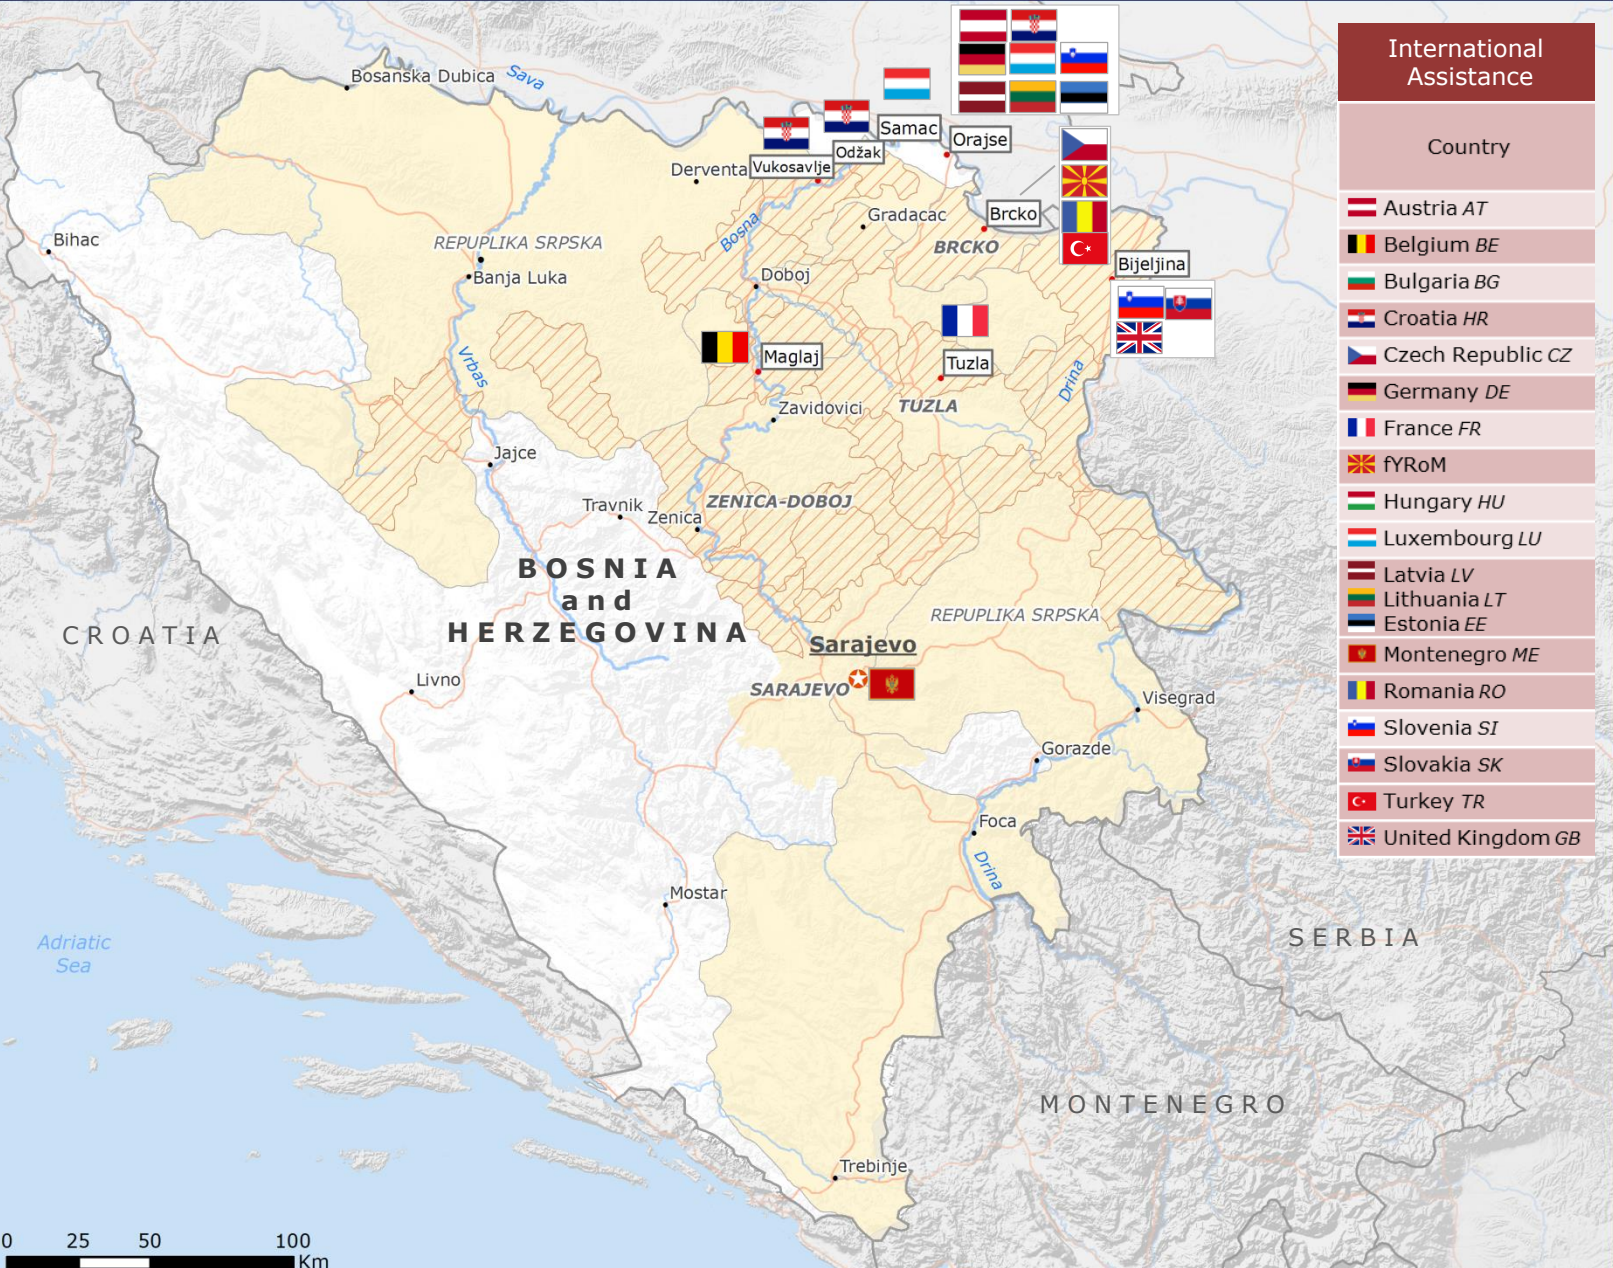 Bosanska Dubica
Sava
Samac
Orajse
Odžak
Vukosavlje
Derventa
Bosna
Gradacac
Brcko
BRCKO
Bihac
REPUPLIKA SRPSKA
Banja Luka
Doboj
Bijeljina
Maglaj
Tuzla
Vrbas
Drina
Zavidovici
TUZLA
Jajce
Travnik
Zenica
ZENICA-DOBOJ
BOSNIA
and
HERZEGOVINA
CROATIA
REPUPLIKA SRPSKA
Sarajevo
SARAJEVO
Livno
Visegrad
Gorazde
Foca
Drina
Mostar
Adriatic
Sea
SERBIA
MONTENEGRO
Trebinje
0 25 50 100
Km
International
Assistance
Country
Austria AT
Belgium BE
Bulgaria BG
Croatia HR
Czech Republic CZ
Germany DE
France FR
fYRoM
Hungary HU
Luxembourg LU
Latvia LV
Lithuania LT
Estonia EE
Montenegro ME
Romania RO
Slovenia SI
Slovakia SK
Turkey TR
United Kingdom GB